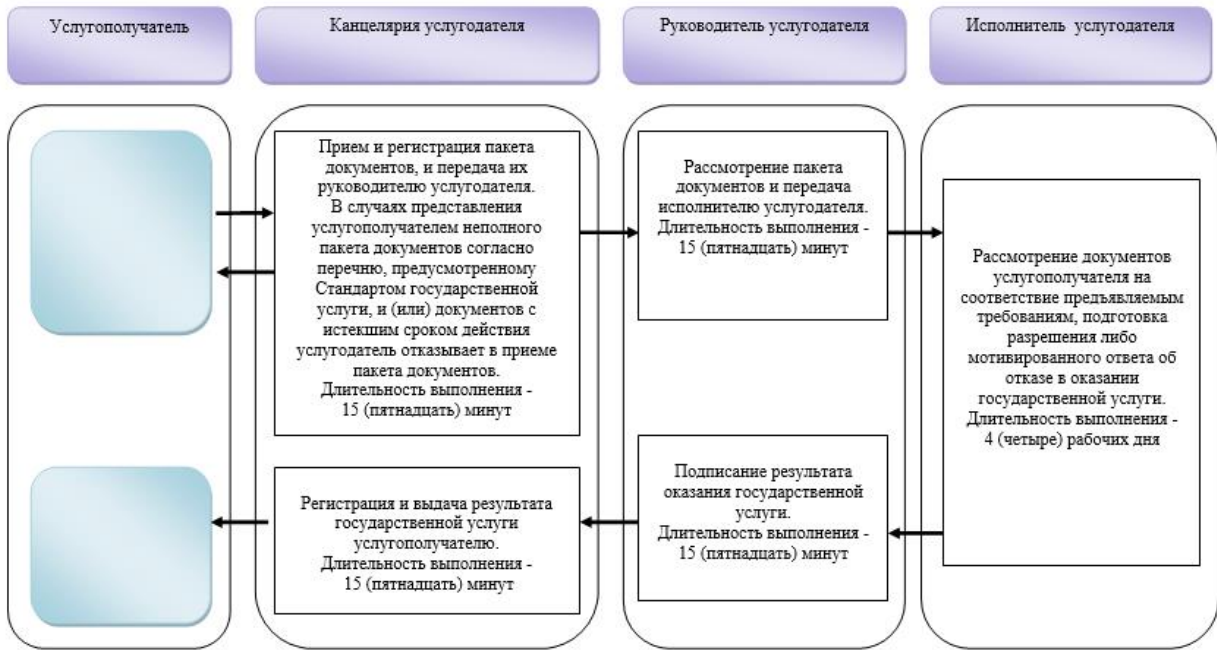 Услугополучатель
Канцелярия услугодателя
Руководитель услугодателя
Исполнитель услугодателя
Прием и регистрация пакета
документов, и передача их
руководителю услугодателя.
В случаях представления
услугополучателем неполного
пакета документов согласно
перечню, предусмотренному
Стандартом государственной
услуги, и (или) документов с
истекшим сроком действия
услугодатель отказывает в приеме
пакета документов.
Длительность выполнения -
15 (пятнадцать) минут
Рассмотрение пакета
документов и передача
исполнителю услугодателя.
Длительность выполнения -
15 (пятнадцать) минут
Рассмотрение документов
услугополучателя на
соответствие предъявляемым
требованиям, подготовка
разрешения либо
мотивированного ответа об
отказе в оказании
государственной услуги.
Длительность выполнения -
4 (четыре) рабочих дня
Подписание результата
оказания государственной
услуги.
Длительность выполнения -
15 (пятнадцать) минут
Регистрация и выдача результата
государственной услуги
услугополучателю.
Длительность выполнения -
15 (пятнадцать) минут